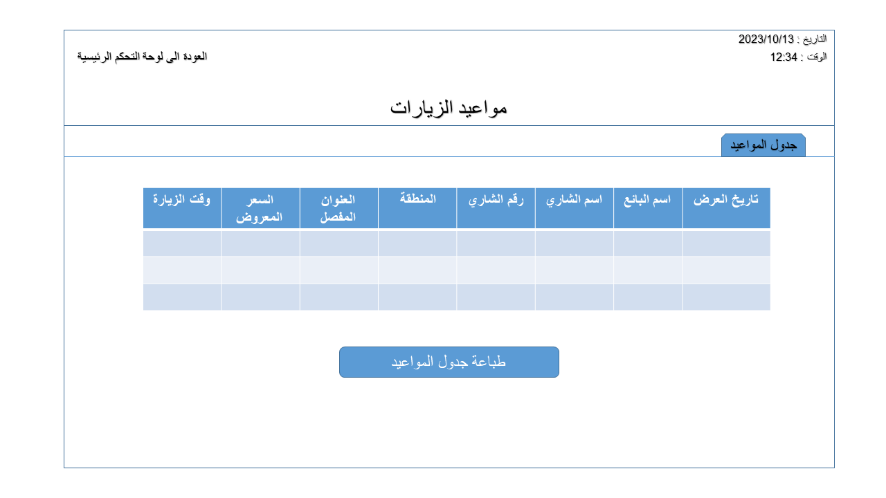 التاريخ : 2023/10/13
الوقت : 12:34
العودة الى لوحة التحكم الرئيسية
مواعيد الزيارات
جدول المواعيد
تاريخ العرض
اسم البائع
اسم الشاري
رقم الشاري
المنطقة
العنوان
المفصل
السعر
المعروض
وقت الزيارة
طباعة جدول المواعيد